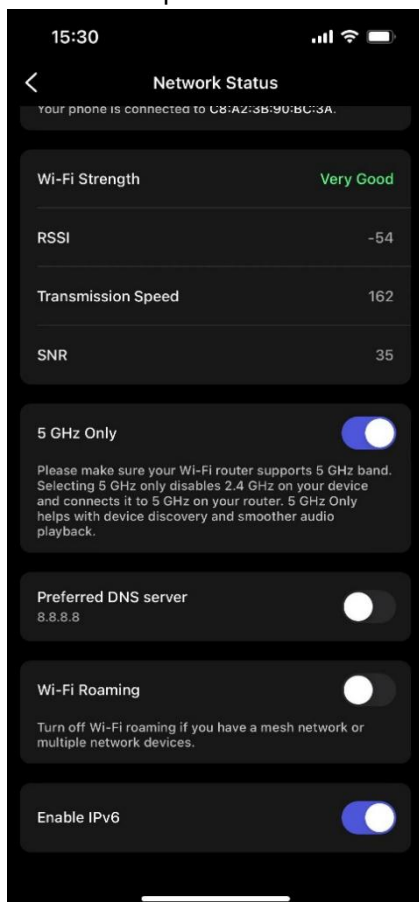 15:30
Network Status
Your phone is connected to C8:A2:3B:90:BC:3A.
Wi-Fi Strength Very Good
RSSI -54
Transmission Speed 162
SNR 35
5 GHz Only
Please make sure your Wi-Fi router supports 5 GHz band.
Selecting 5 GHz only disables 2.4 GHz on your device
and connects it to 5 GHz on your router. 5 GHz Only
helps with device discovery and smoother audio
playback.
Preferred DNS server
8.8.8.8
Wi-Fi Roaming
Turn off Wi-Fi roaming if you have a mesh network or
multiple network devices.
Enable IPv6